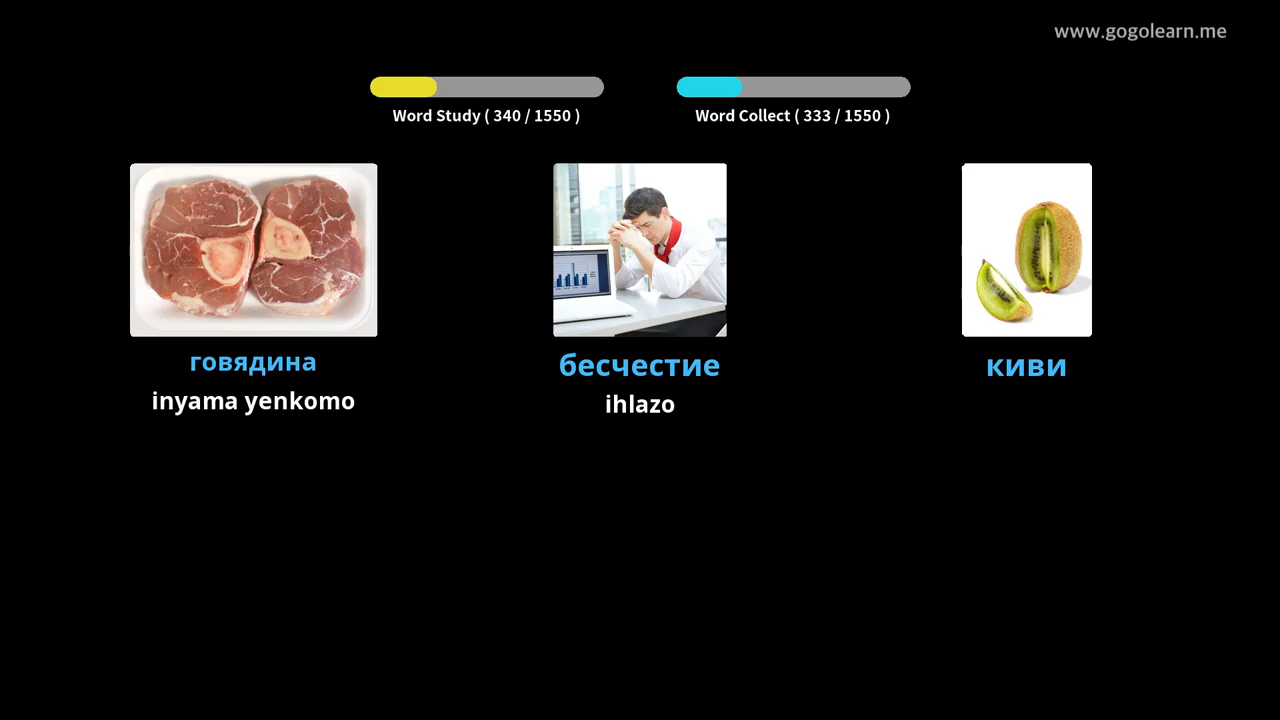 www.gogolearn.me
Word Study ( 340 / 1550 )
Word Collect ( 333 / 1550 )
говядина
inyama yenkomo
бесчестие
ihlazo
киви